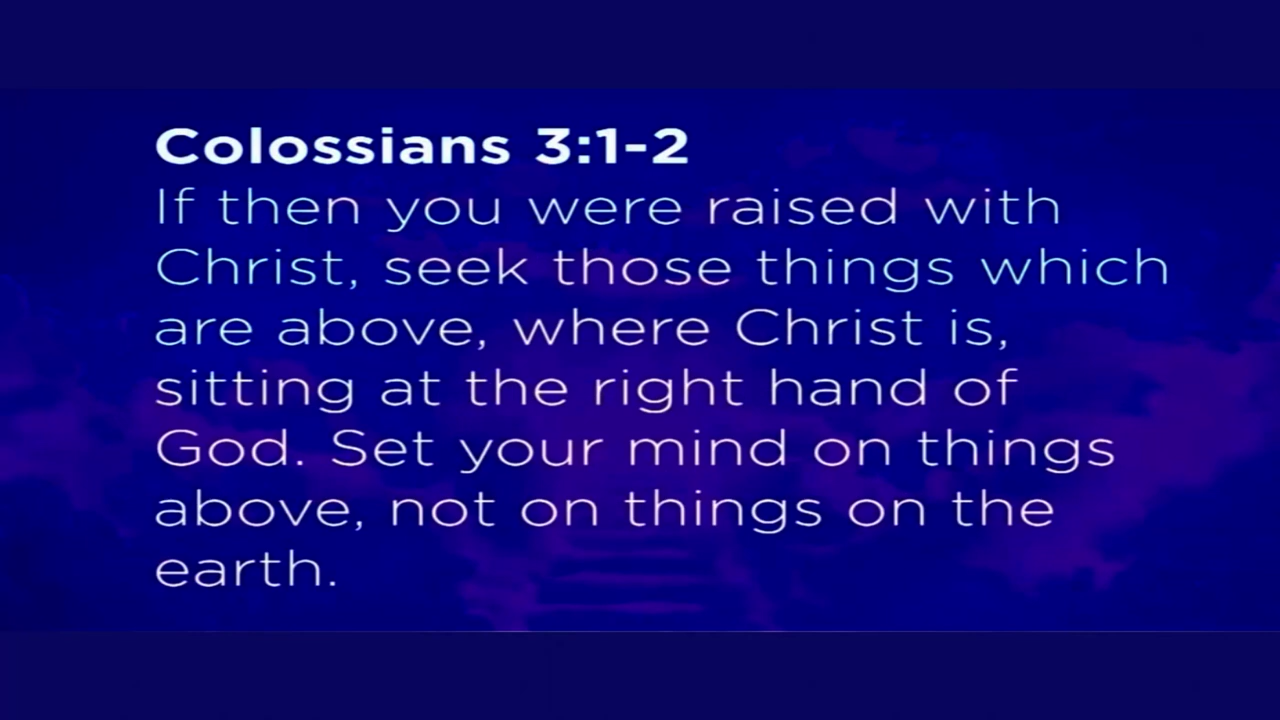 Colossians 3:1-2
If then you were raised with
Christ, seek those things which
are above, where Christ is,
sitting at the right hand of
God. Set your mind on things
above, not on things on the
earth.